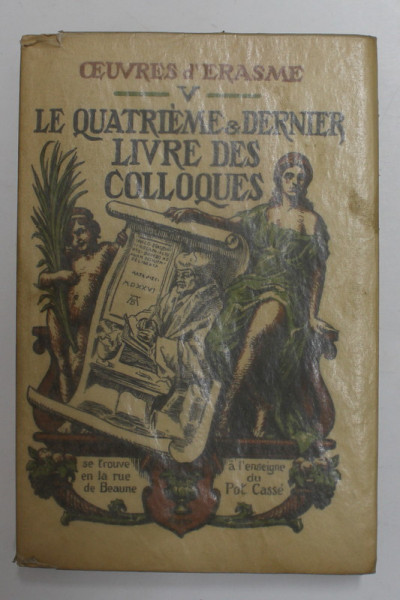 ŒUVRES d'ERASME
V
LE QUATRIÈME & DERNIER
LIVRE DES
COLLOQUES
MDXXVI
se trouve
en la rue
de Beaune
à l'enseigne
du
Pot Cassé